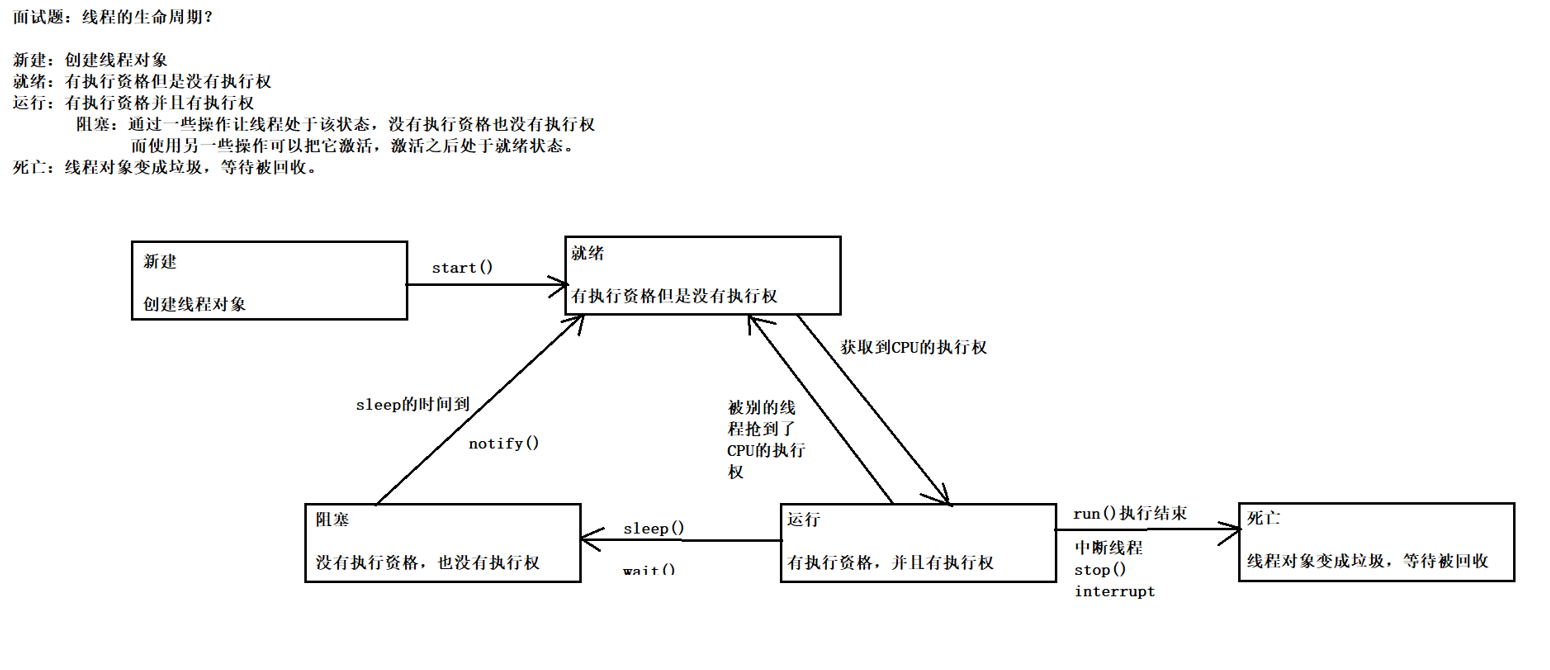 面试题：线程的生命周期？
新建：创建线程对象
就绪：有执行资格但是没有执行权
运行：有执行资格并且有执行权
阻塞：通过一些操作让线程处于该状态，没有执行资格也没有执行权
而使用另一些操作可以把它激活，激活之后处于就绪状态。
死亡：线程对象变成垃圾，等待被回收。
新建
创建线程对象
start()
就绪
有执行资格但是没有执行权
获取到CPU的执行权
sleep的时间到
notify()
被别的线
程抢到了
CPU的执行
权
阻塞
没有执行资格，也没有执行权
sleep()
wait()
运行
有执行资格，并且有执行权
run()执行结束
中断线程
stop()
interrupt
死亡
线程对象变成垃圾，等待被回收